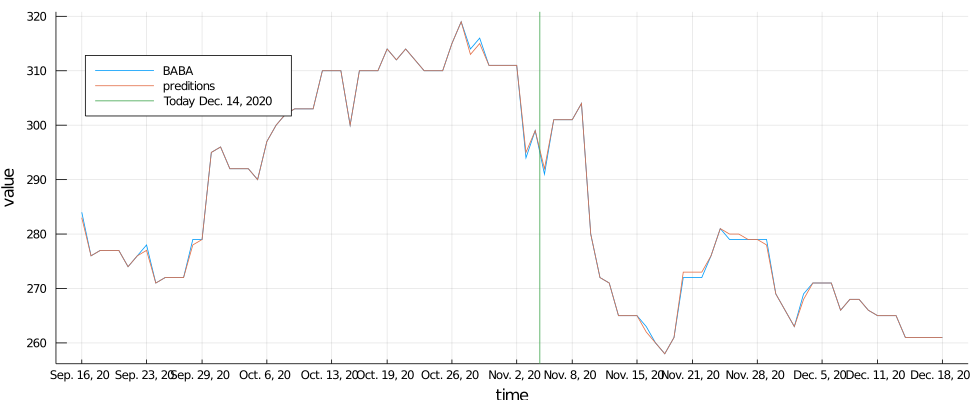 value
320
310
300
290
280
270
260
BABA
preditions
Today Dec. 14, 2020
Sep. 16, 20 Sep. 23, 20 Sep. 29, 20 Oct. 6, 20 Oct. 13, 20 Oct. 19, 20 Oct. 26, 20 Nov. 2, 20 Nov. 8, 20 Nov. 15, 20 Nov. 21, 20 Nov. 28, 20 Dec. 5, 20 Dec. 11, 20 Dec. 18, 20
time